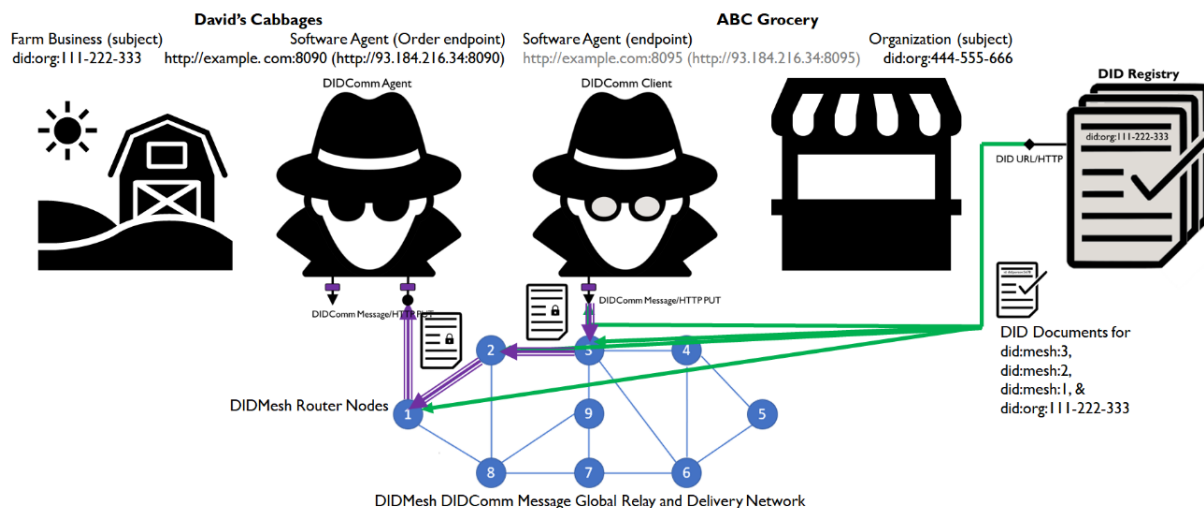 David's Cabbages
ABC Grocery
Farm Business (subject)
did:org:111-222-333
Software Agent (Order endpoint)
http://example. com:8090 (http://93.184.216.34:8090)
Software Agent (endpoint)
http://example.com:8095 (http://93.184.216.34:8095)
Organization (subject)
did:org:444-555-666
DIDComm Agent
DIDComm Client
DID Registry
did:org:111-222-333
DID URL/HTTP
DIDComm Message/HTTP PUT
DIDComm Message/HTTP PUT
DID Documents for
did:mesh:3,
did:mesh:2,
did:mesh:1, &
did:org:111-222-333
2
3
4
DIDMesh Router Nodes
1
9
5
8
7
6
DIDMesh DIDComm Message Global Relay and Delivery Network